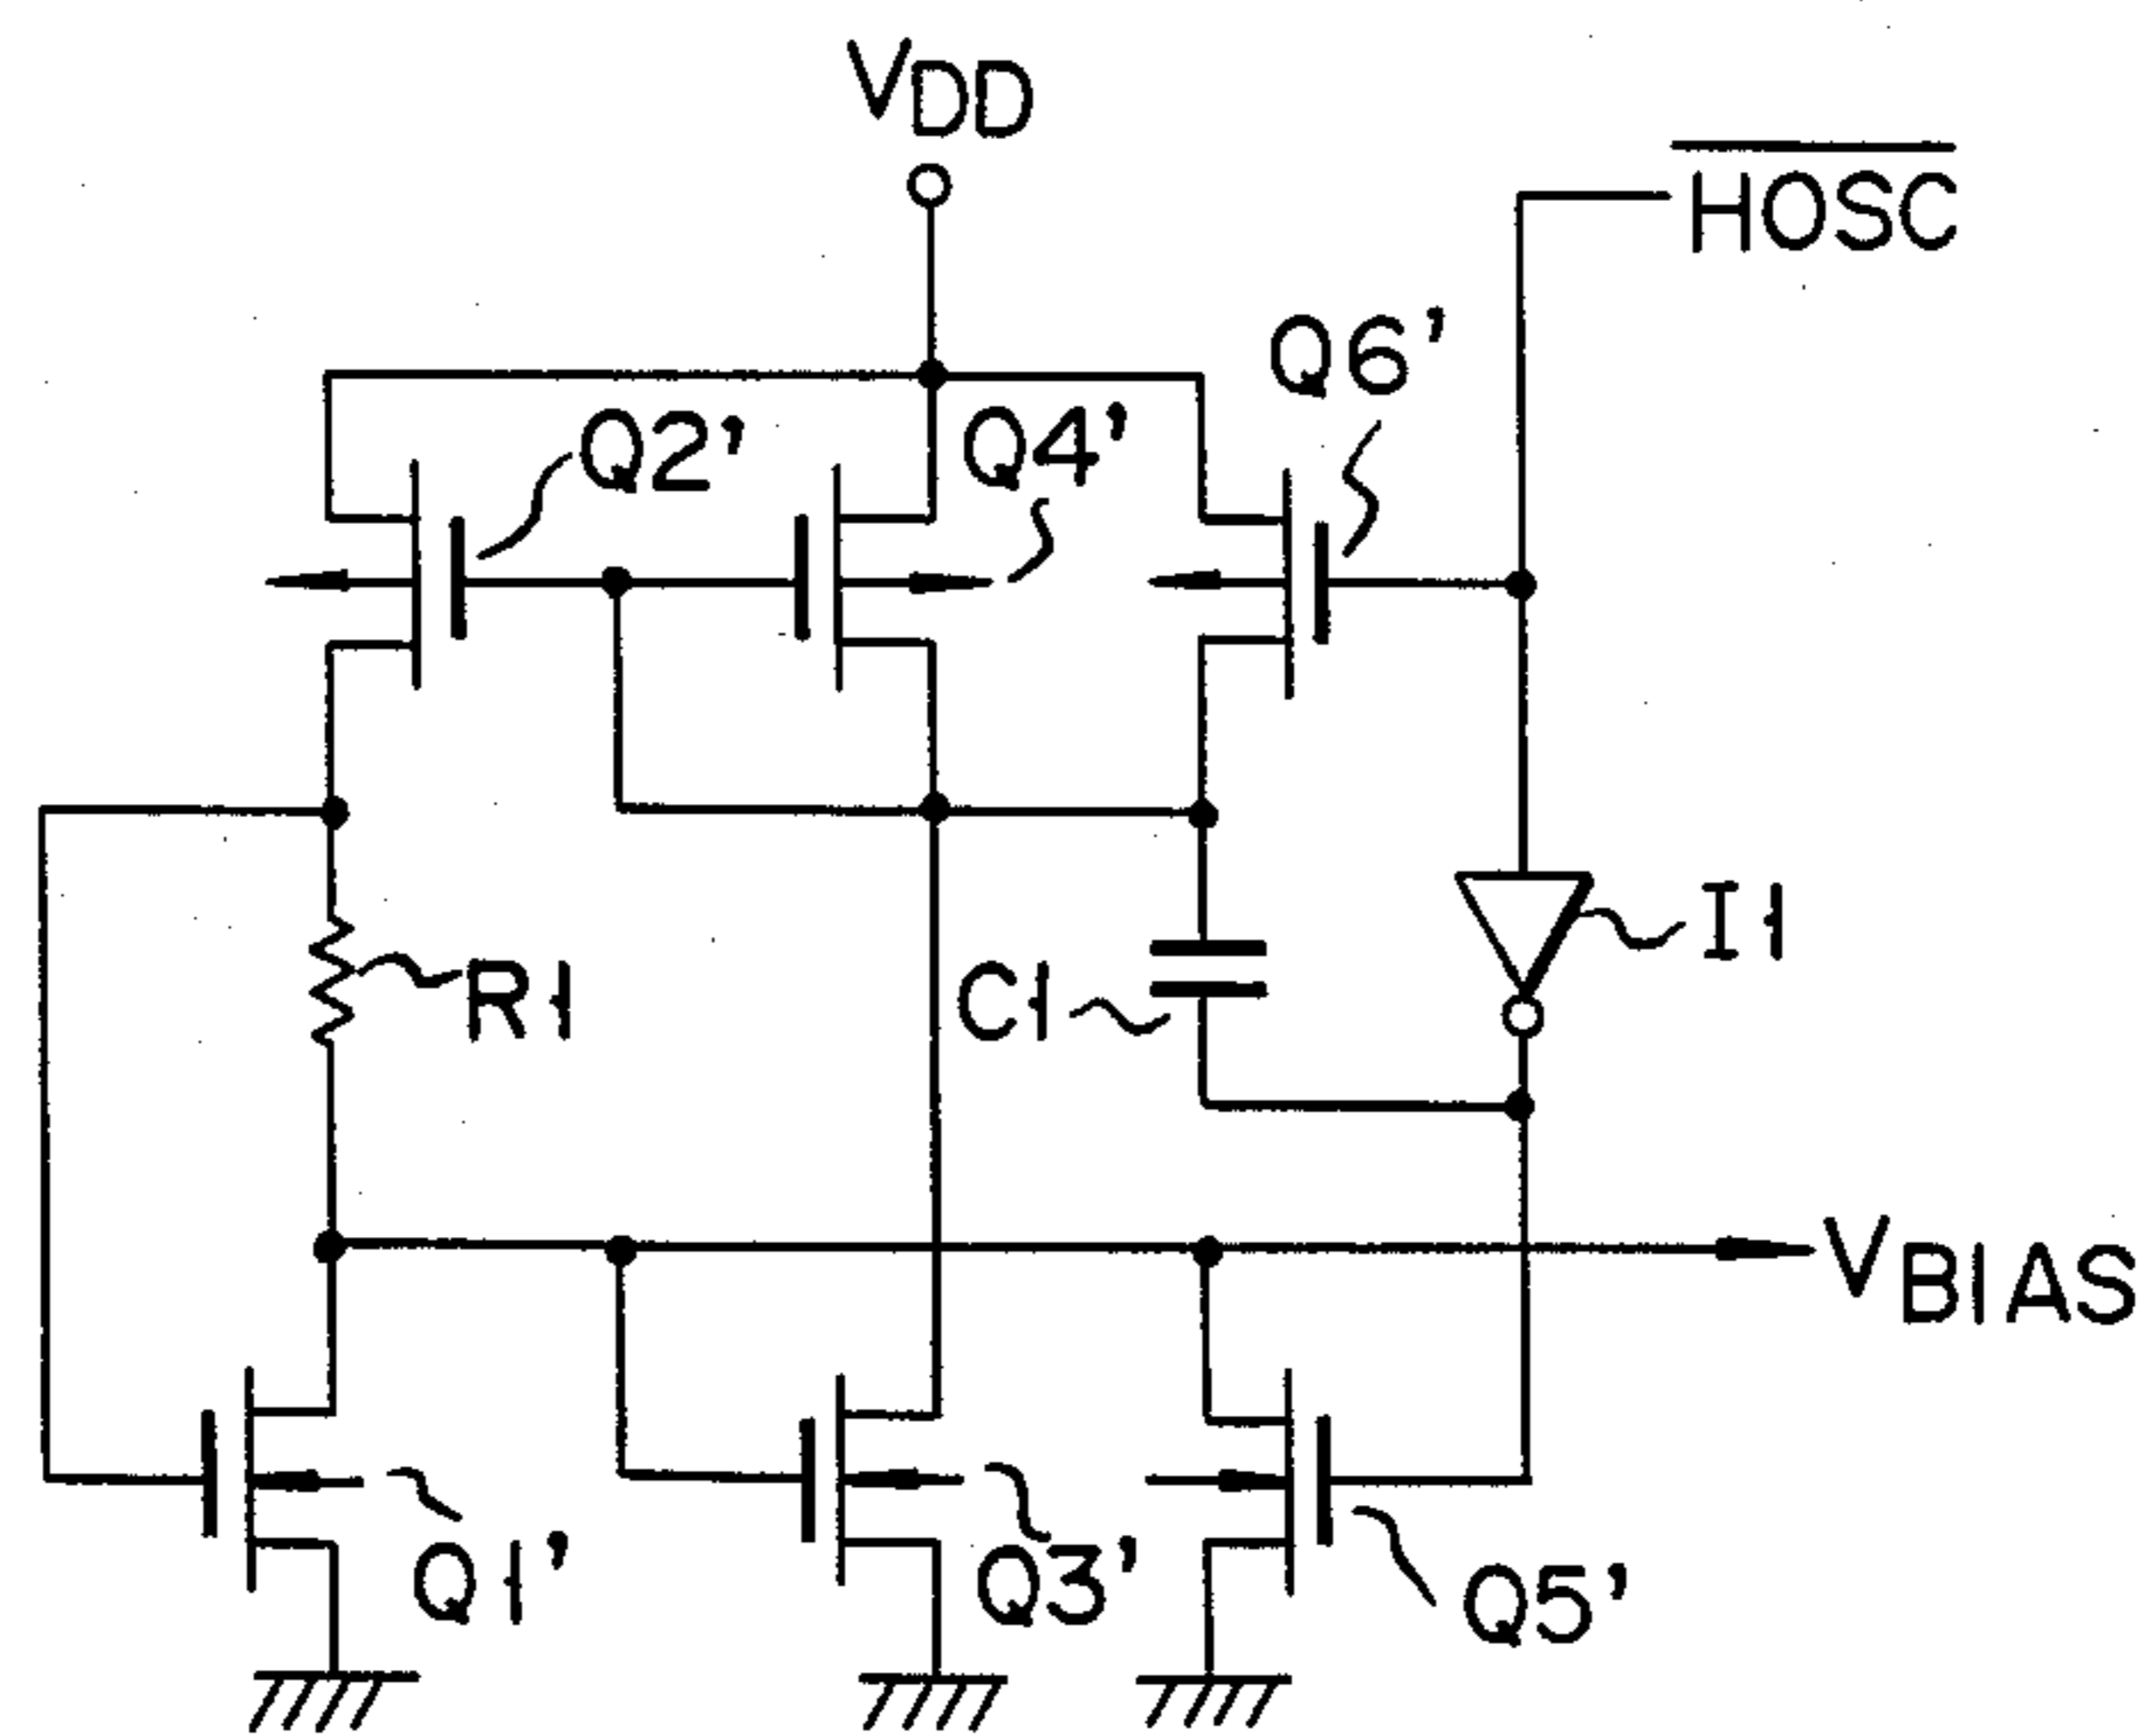 VDD
HOSC
Q6'
Q2'
Q4'
I1
R1
C1
VBIAS
Q1'
Q3'
Q5'